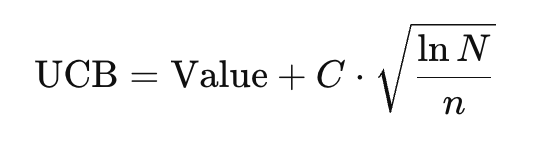 UCB = Value + C · √(ln N / n)